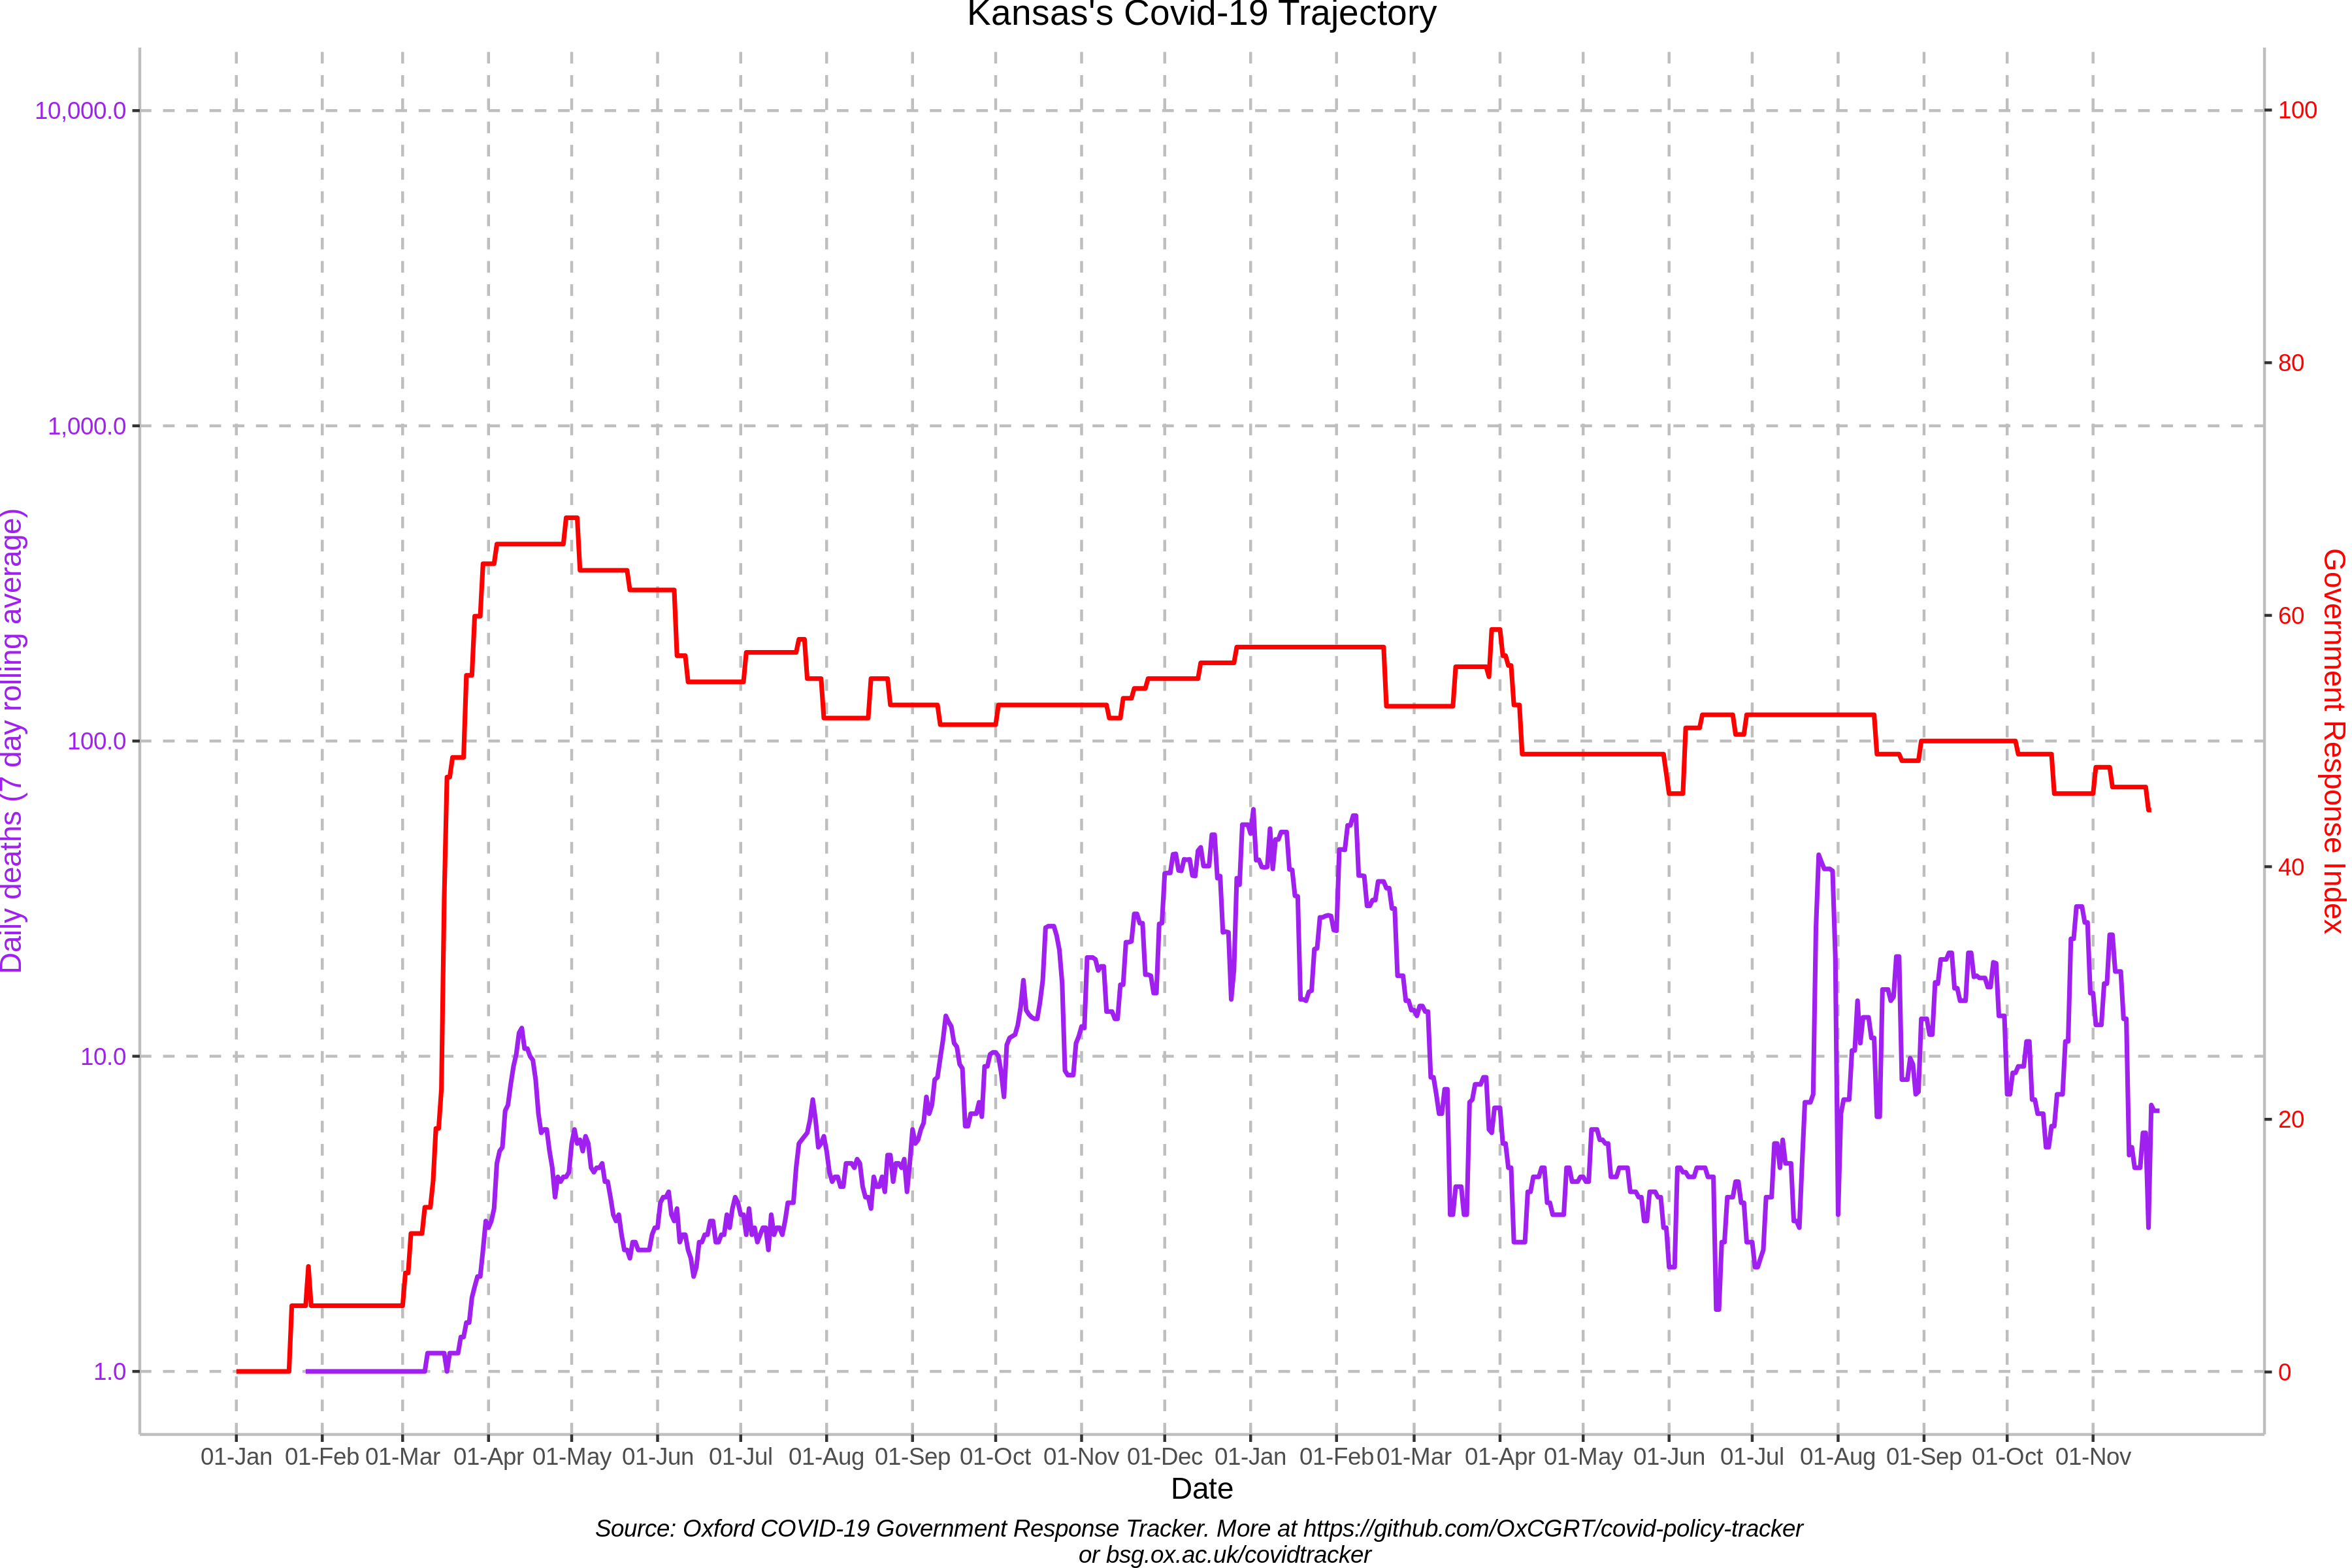 Kansas's Covid-19 Trajectory
10,000.0
1,000.0
100.0
10.0
1.0
Daily deaths (7 day rolling average)
100
80
60
40
20
0
Government Response Index
01-Jan 01-Feb 01-Mar 01-Apr 01-May 01-Jun 01-Jul 01-Aug 01-Sep 01-Oct 01-Nov 01-Dec 01-Jan 01-Feb 01-Mar 01-Apr 01-May 01-Jun 01-Jul 01-Aug 01-Sep 01-Oct 01-Nov
Date
Source: Oxford COVID-19 Government Response Tracker. More at https://github.com/OxCGRT/covid-policy-tracker
or bsg.ox.ac.uk/covidtracker